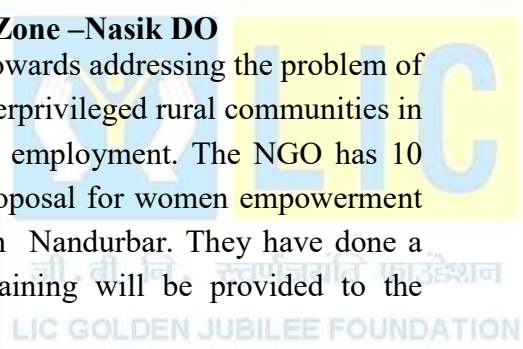 Zone –Nasik DO
owards addressing the problem of
erprivileged rural communities in
employment. The NGO has 10
oposal for women empowerment
Nandurbar. They have done a
aining will be provided to the
LIC
LIC GOLDEN JUBILEE FOUNDATION